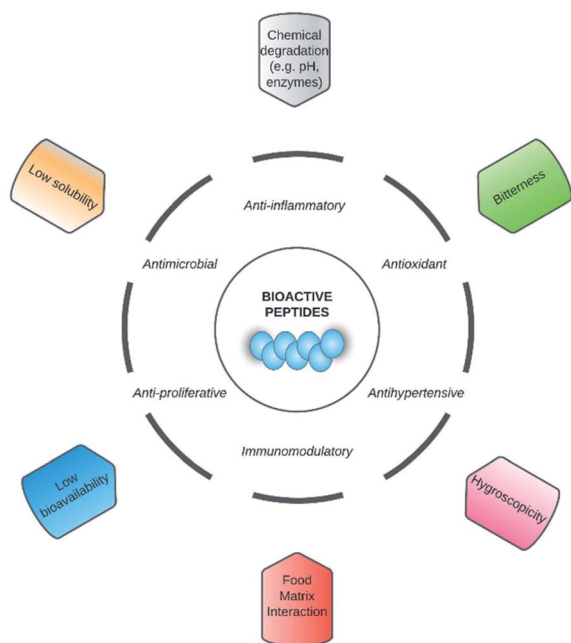 Chemical
degradation
(e.g. pH,
enzymes)
Low solubility
Bitterness
Anti-inflammatory
Antimicrobial
Antioxidant
BIOACTIVE
PEPTIDES
Anti-proliferative
Antihypertensive
Immunomodulatory
Low
bioavailability
Hygroscopicity
Food
Matrix
Interaction